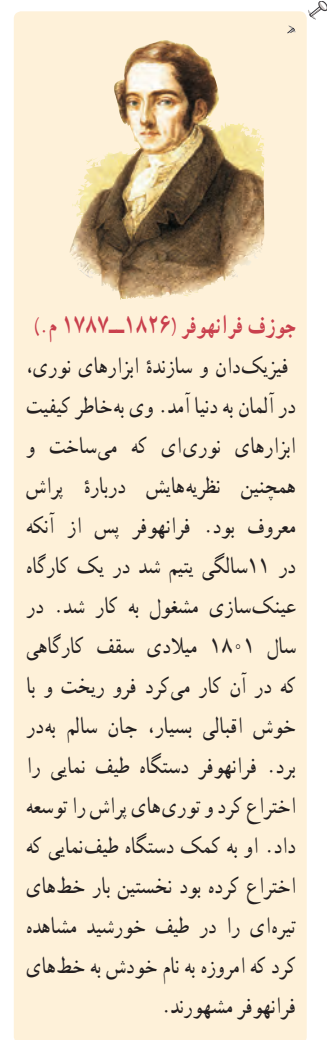 جوزف فرانهوفر (۱۸۲۶ــ۱۷۸۷ م.)
فیزیک‌دان و سازندهٔ ابزارهای نوری،
در آلمان به دنیا آمد. وی به‌خاطر کیفیت
ابزارهای نوری‌ای که می‌ساخت و
همچنین نظریه‌هایش دربارهٔ پراش
معروف بود. فرانهوفر پس از آنکه
در ۱۱سالگی یتیم شد در یک کارگاه
عینک‌سازی مشغول به کار شد. در
سال ۱۸۰۱ میلادی سقف کارگاهی
که در آن کار می‌کرد فرو ریخت و با
خوش اقبالی بسیار، جان سالم به‌در
برد. فرانهوفر دستگاه طیف نمایی را
اختراع کرد و توری‌های پراش را توسعه
داد. او به کمک دستگاه طیف‌نمایی که
اختراع کرده بود نخستین بار خط‌های
تیره‌ای را در طیف خورشید مشاهده
کرد که امروزه به نام خودش به خط‌های
فرانهوفر مشهورند.